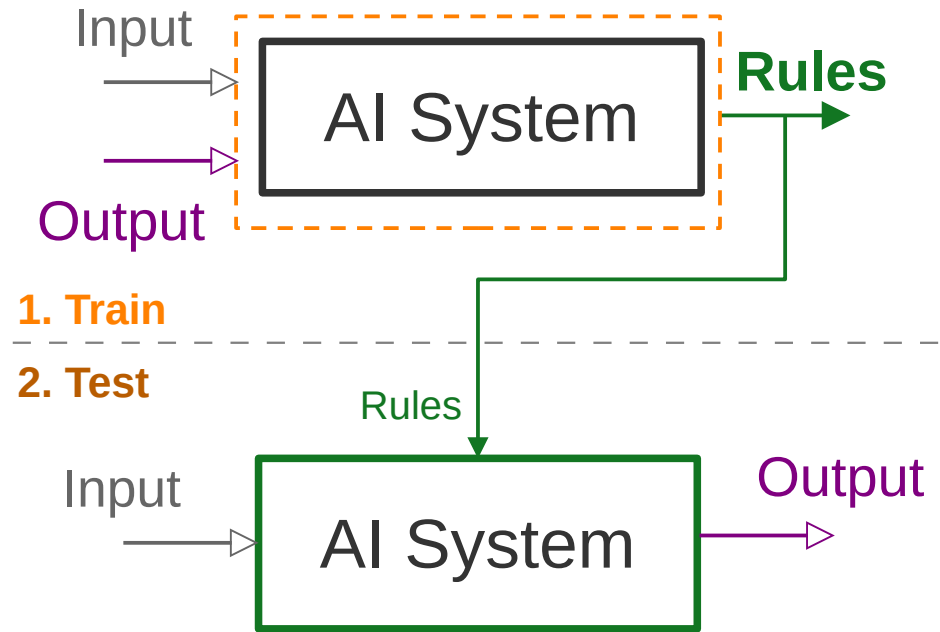 Input
AI System
Rules
Output
1. Train
2. Test
Rules
Input
AI System
Output